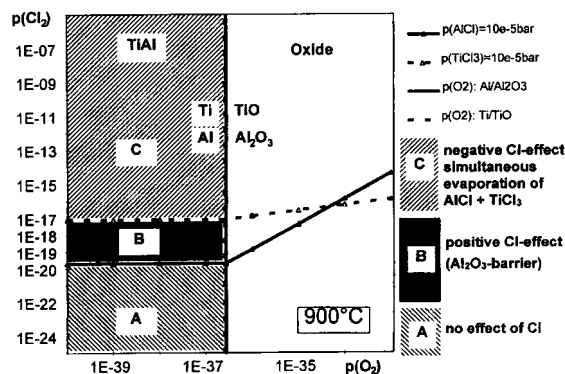 p(Cl2)
1E-07
1E-09
1E-11
1E-13
1E-15
1E-17
1E-18
1E-19
1E-20
1E-22
1E-24
TiAl
Oxide
Ti TiO
Al Al2O3
C
B
A
900°C
1E-39 1E-37 1E-35 p(O2)
p(AlCl)=10e-5bar
p(TiCl3)=10e-5bar
p(O2): Al/Al2O3
p(O2): Ti/TiO
C negative Cl-effect
simultaneous
evaporation of
AlCl + TiCl3
B positive Cl-effect
(Al2O3-barrier)
A no effect of Cl